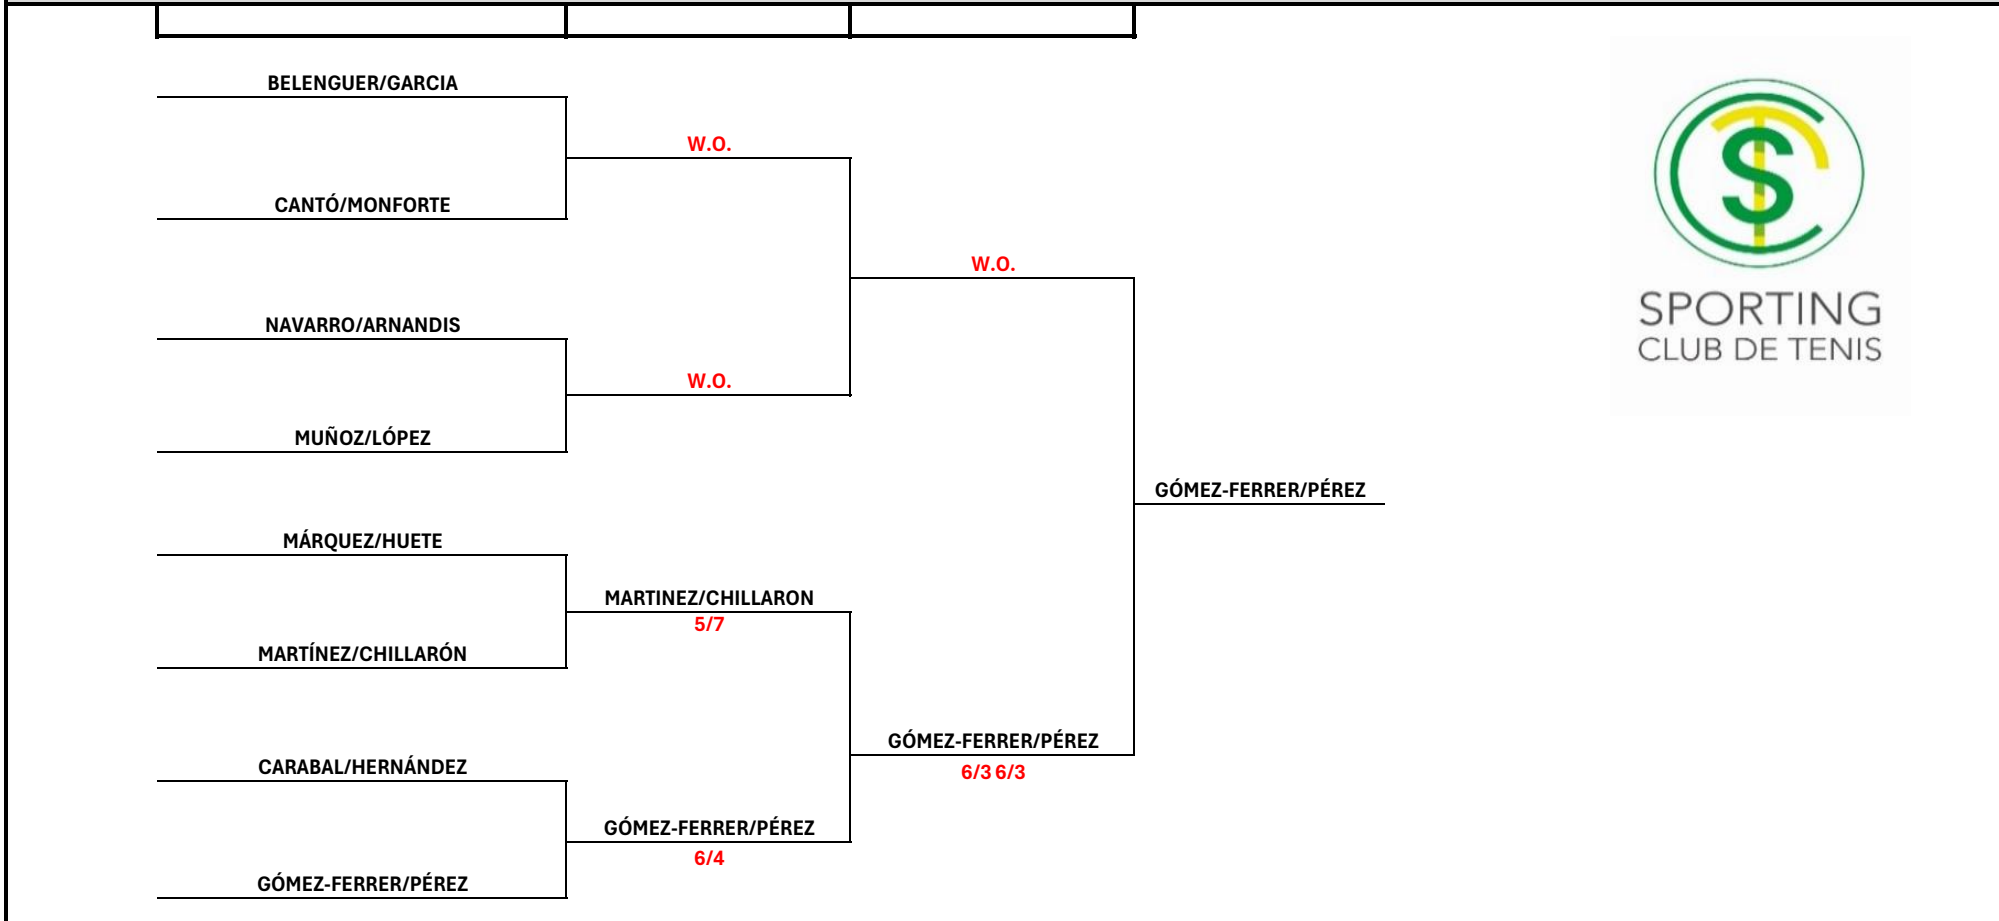 BELENGUER/GARCIA
W.O.
CANTÓ/MONFORTE
W.O.
NAVARRO/ARNANDIS
W.O.
MUÑOZ/LÓPEZ
GÓMEZ-FERRER/PÉREZ
MÁRQUEZ/HUETE
MARTINEZ/CHILLARON
5/7
MARTÍNEZ/CHILLARÓN
GÓMEZ-FERRER/PÉREZ
6/3 6/3
CARABAL/HERNÁNDEZ
GÓMEZ-FERRER/PÉREZ
6/4
GÓMEZ-FERRER/PÉREZ
SPORTING
CLUB DE TENIS